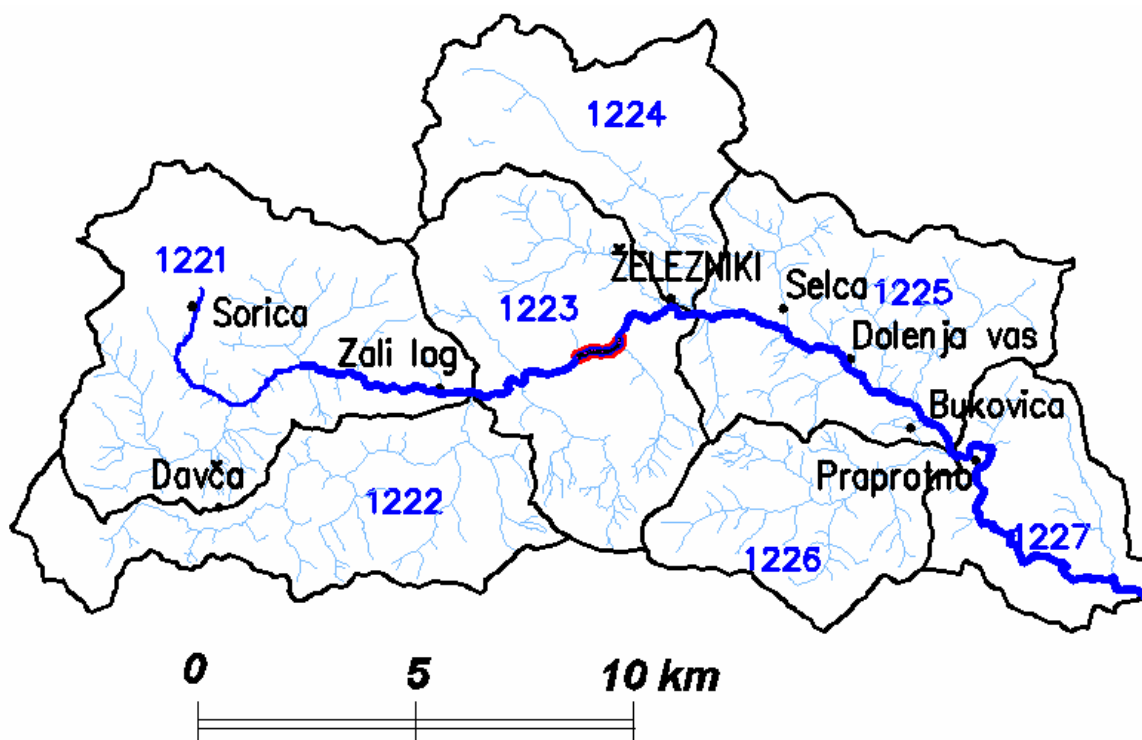 1224
1221
ŽELEZNIKI
Sorica
1223
Selca
1225
Zali log
Dolenja vas
Bukovica
Davča
1222
Praprotno
1226
1227
0 5 10 km